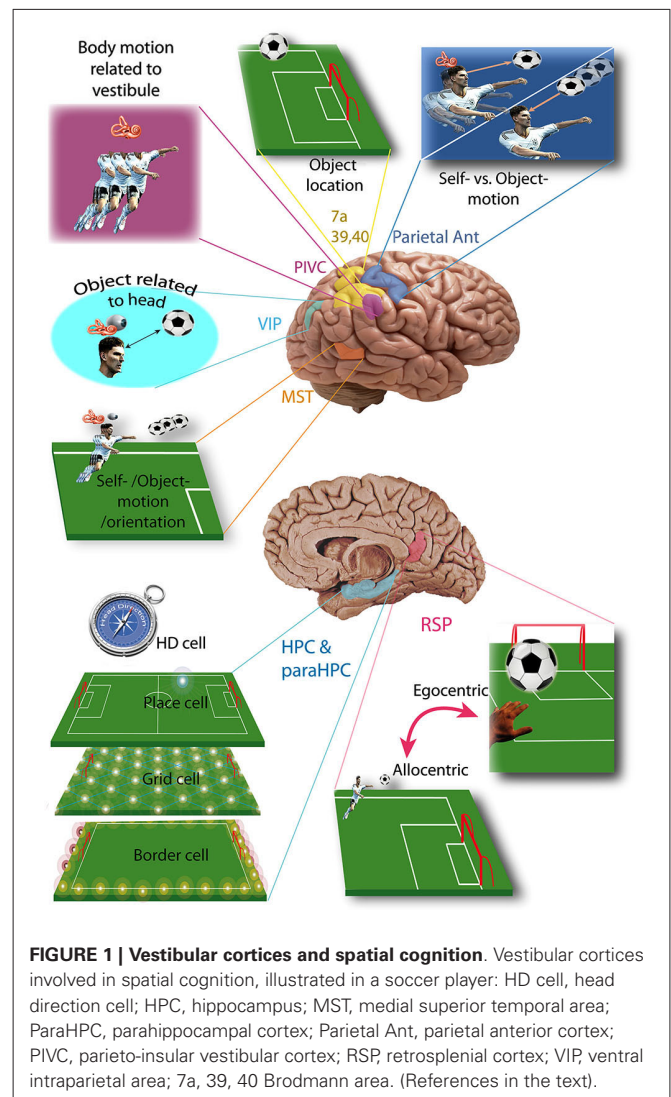 Body motion
related to
vestibule
Object
location
Self- vs. Object-
motion
7a
39,40
Parietal Ant
PIVC
Object related
to head
VIP
MST
Self- /Object-
motion
/orientation
Head Direction
HD cell
HPC &
paraHPC
RSP
Place cell
Egocentric
Grid cell
Allocentric
Border cell
FIGURE 1 | Vestibular cortices and spatial cognition. Vestibular cortices
involved in spatial cognition, illustrated in a soccer player: HD cell, head
direction cell; HPC, hippocampus; MST, medial superior temporal area;
ParaHPC, parahippocampal cortex; Parietal Ant, parietal anterior cortex;
PIVC, parieto-insular vestibular cortex; RSP, retrosplenial cortex; VIP, ventral
intraparietal area; 7a, 39, 40 Brodmann area. (References in the text).